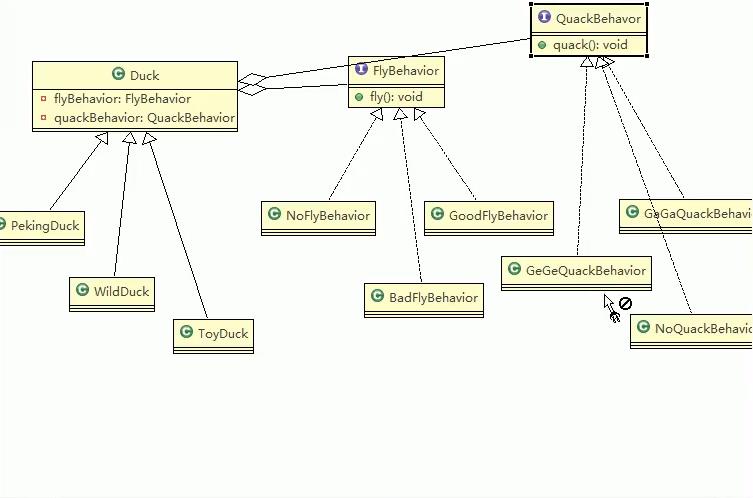 QuackBehavor
quack(): void
Duck
flyBehavior: FlyBehavior
quackBehavor: QuackBehavior
FlyBehavior
fly(): void
PekingDuck
NoFlyBehavior
GoodFlyBehavior
GaGaQuackBehavi
WildDuck
BadFlyBehavior
GeGeQuackBehavior
ToyDuck
NoQuackBehavio